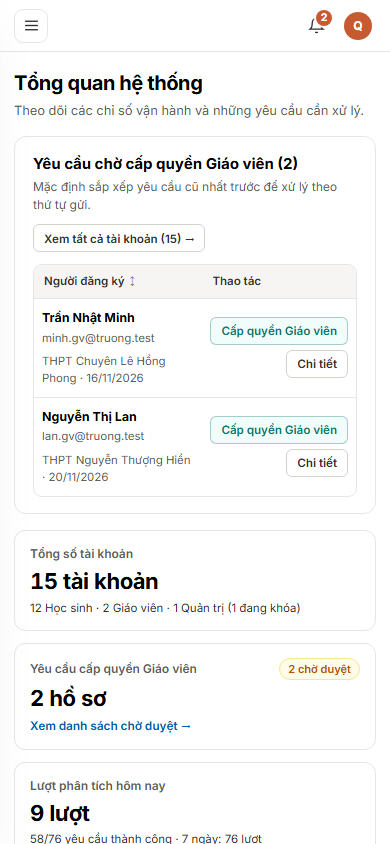 2
Q
Tổng quan hệ thống
Theo dõi các chỉ số vận hành và những yêu cầu cần xử lý.
Yêu cầu chờ cấp quyền Giáo viên (2)
Mặc định sắp xếp yêu cầu cũ nhất trước để xử lý theo
thứ tự gửi.
Xem tất cả tài khoản (15) →
Người đăng ký ↕ Thao tác
Trần Nhật Minh
minh.gv@truong.test
THPT Chuyên Lê Hồng
Phong · 16/11/2026
Cấp quyền Giáo viên
Chi tiết
Nguyễn Thị Lan
lan.gv@truong.test
THPT Nguyễn Thượng Hiền
· 20/11/2026
Cấp quyền Giáo viên
Chi tiết
Tổng số tài khoản
15 tài khoản
12 Học sinh · 2 Giáo viên · 1 Quản trị (1 đang khóa)
Yêu cầu cấp quyền Giáo viên 2 chờ duyệt
2 hồ sơ
Xem danh sách chờ duyệt →
Lượt phân tích hôm nay
9 lượt
58/76 yêu cầu thành công · 7 ngày: 76 lượt